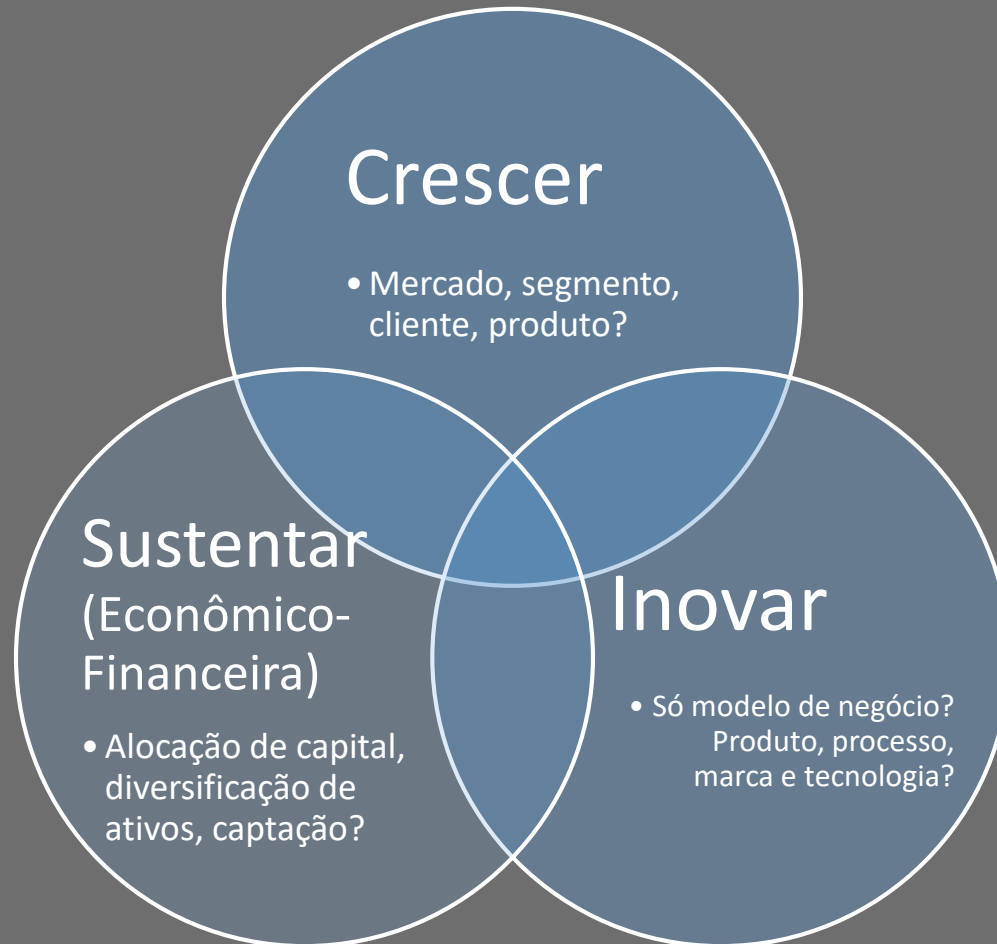 Crescer
• Mercado, segmento,
cliente, produto?
Sustentar
(Econômico-
Financeira)
• Alocação de capital,
diversificação de
ativos, captação?
Inovar
• Só modelo de negócio?
Produto, processo,
marca e tecnologia?